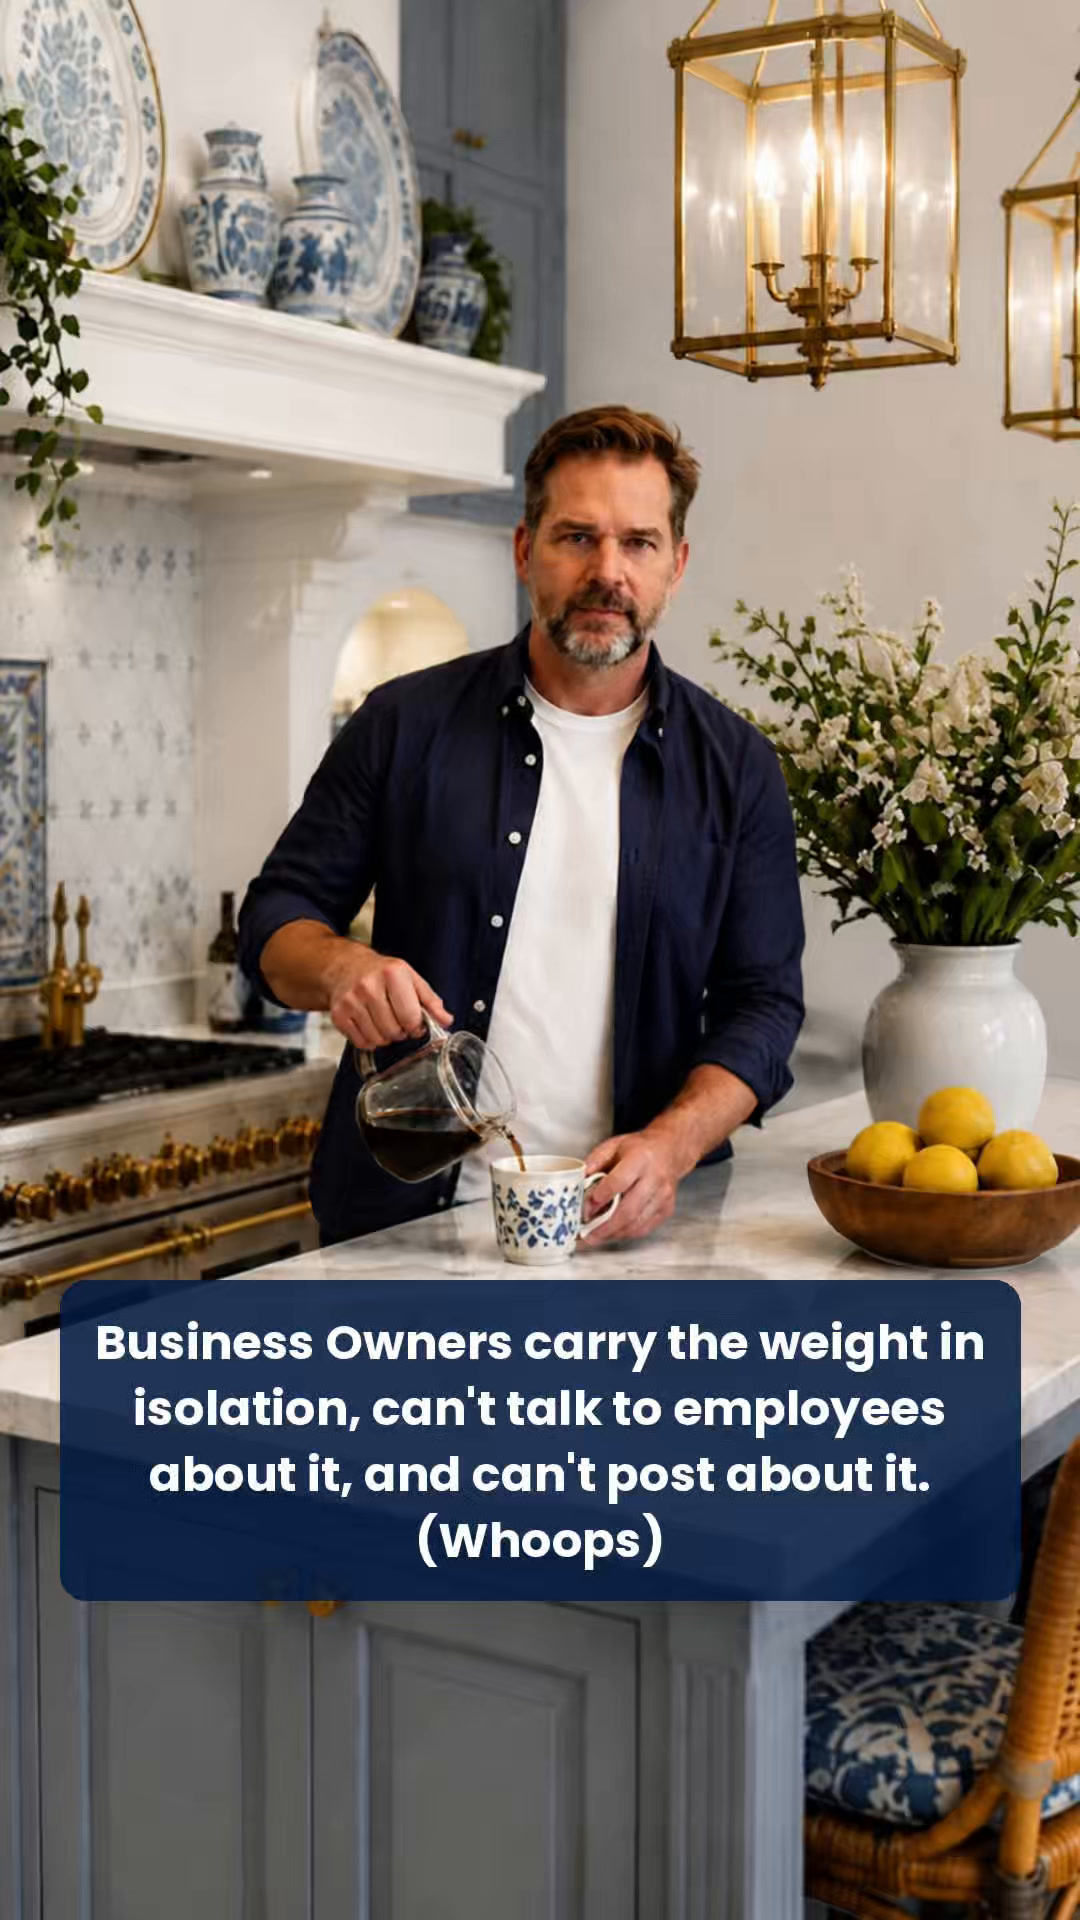 Business Owners carry the weight in
isolation, can't talk to employees
about it, and can't post about it.
(Whoops)